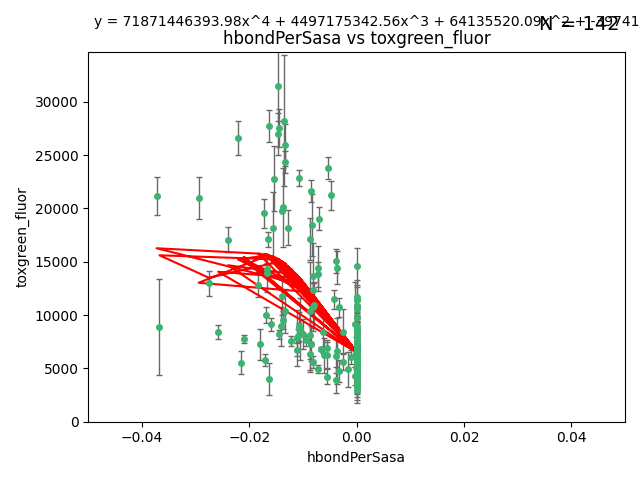 y = 71871446393.98x^4 + 4497175342.56x^3 + 64135520.09x^2 + -39741
N = 142
hbondPerSasa vs toxgreen_fluor
toxgreen_fluor
30000
25000
20000
15000
10000
5000
0
−0.04 −0.02 0.00 0.02 0.04
hbondPerSasa